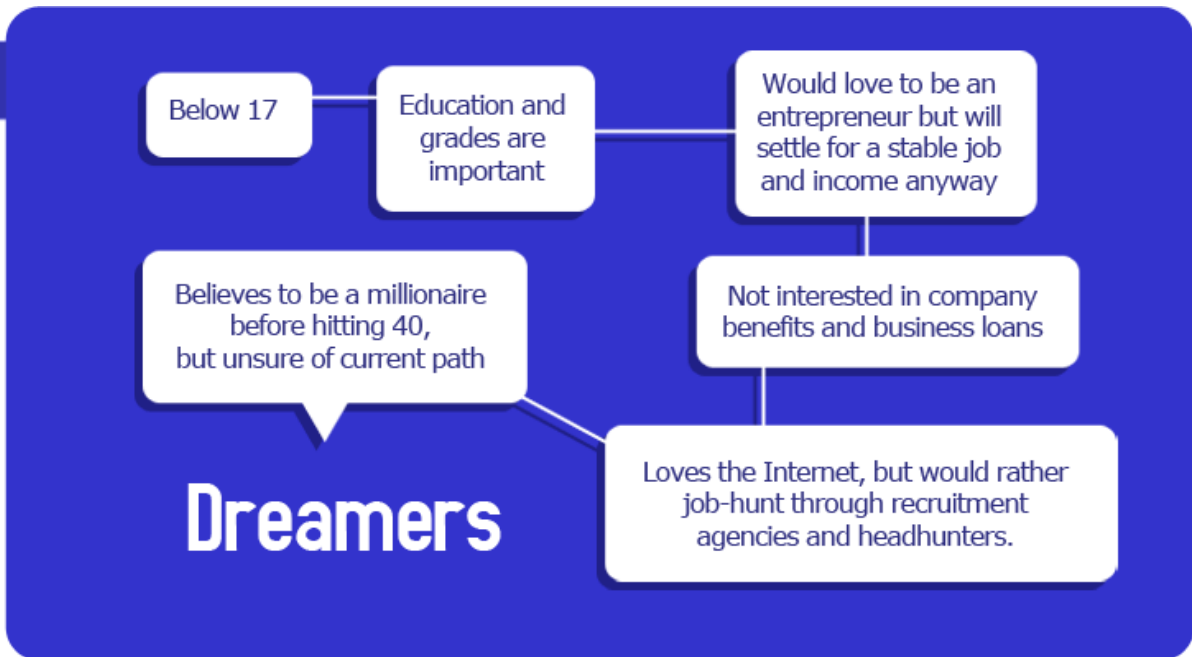 Below 17
Education and
grades are
important
Would love to be an
entrepreneur but will
settle for a stable job
and income anyway
Not interested in company
benefits and business loans
Loves the Internet, but would rather
job-hunt through recruitment
agencies and headhunters.
Believes to be a millionaire
before hitting 40,
but unsure of current path
Dreamers